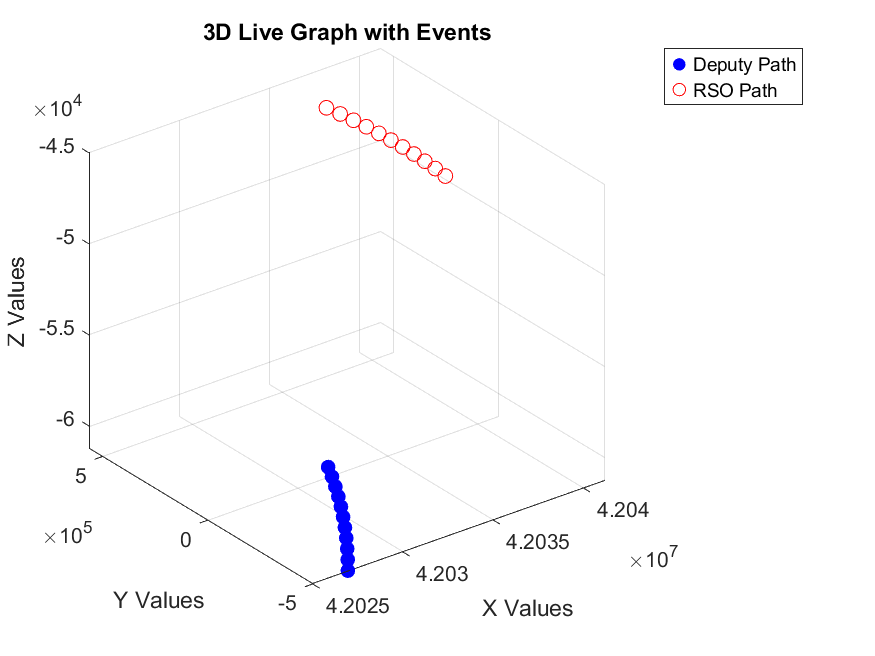 3D Live Graph with Events
Deputy Path
RSO Path
×10^4
-4.5
-5
-5.5
-6
Z Values
5
0
-5
×10^5
Y Values
4.2025
4.203
4.2035
4.204
×10^7
X Values